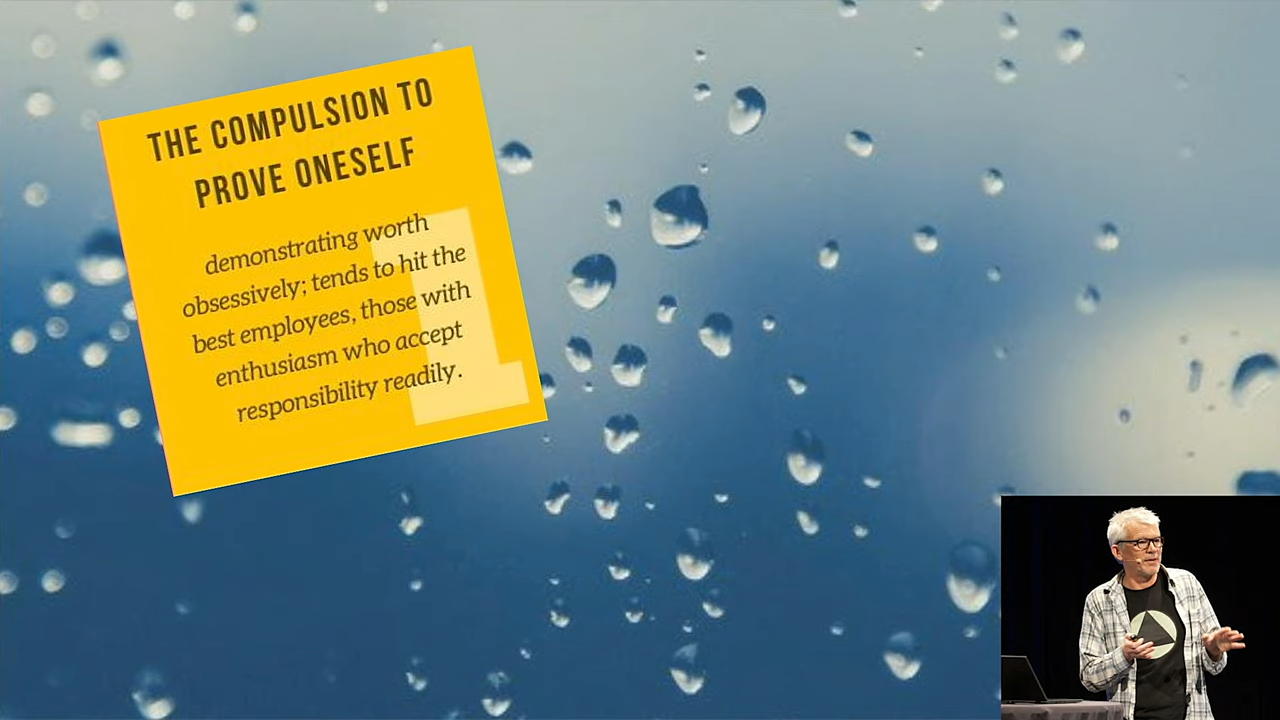 THE COMPULSION TO
PROVE ONESELF
demonstrating worth
obsessively; tends to hit the
best employees, those with
enthusiasm who accept
responsibility readily.
1